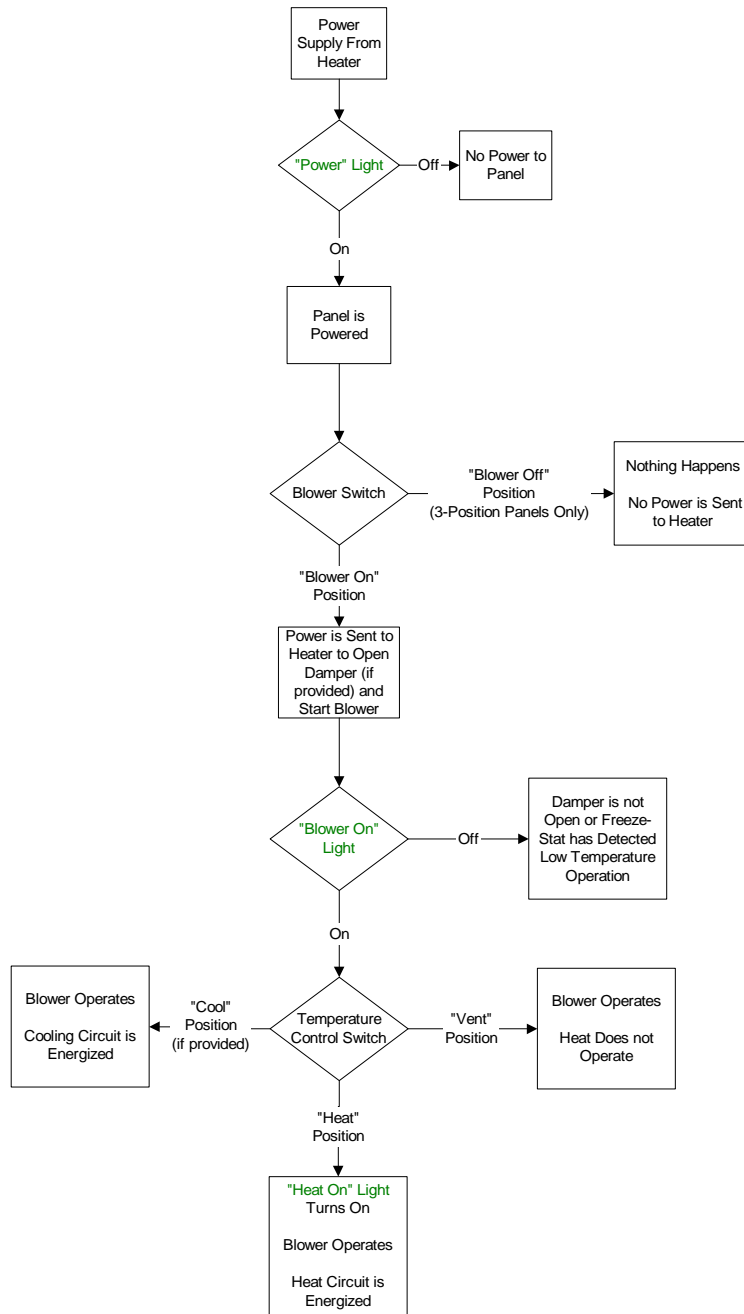 Power
Supply From
Heater
"Power" Light
Off
No Power to
Panel
On
Panel is
Powered
Blower Switch
"Blower Off"
Position
(3-Position Panels Only)
Nothing Happens
No Power is Sent
to Heater
"Blower On"
Position
Power is Sent to
Heater to Open
Damper (if
provided) and
Start Blower
"Blower On"
Light
Off
Damper is not
Open or Freeze-
Stat has Detected
Low Temperature
Operation
On
Blower Operates
Cooling Circuit is
Energized
"Cool"
Position
(if provided)
Temperature
Control Switch
"Vent"
Position
Blower Operates
Heat Does not
Operate
"Heat"
Position
"Heat On" Light
Turns On
Blower Operates
Heat Circuit is
Energized